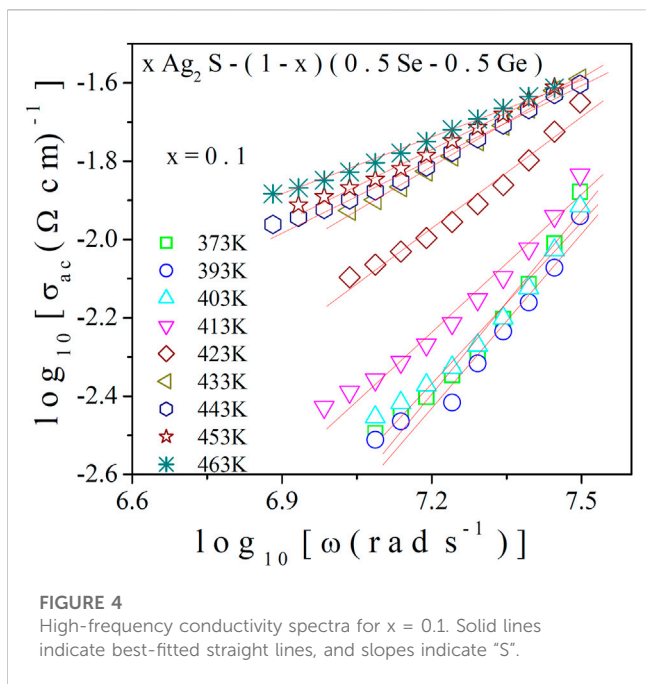 x Ag₂ S - ( 1 - x ) ( 0 . 5 Se - 0 . 5 Ge )
x = 0 . 1
373K
393K
403K
413K
423K
433K
443K
453K
463K
-1.6
-1.8
-2.0
-2.2
-2.4
-2.6
log₁₀ [ σ_ac ( Ω cm )⁻¹ ]
6.6
6.9
7.2
7.5
log₁₀ [ ω ( rad s⁻¹ ) ]
FIGURE 4
High-frequency conductivity spectra for x = 0.1. Solid lines
indicate best-fitted straight lines, and slopes indicate “S”.